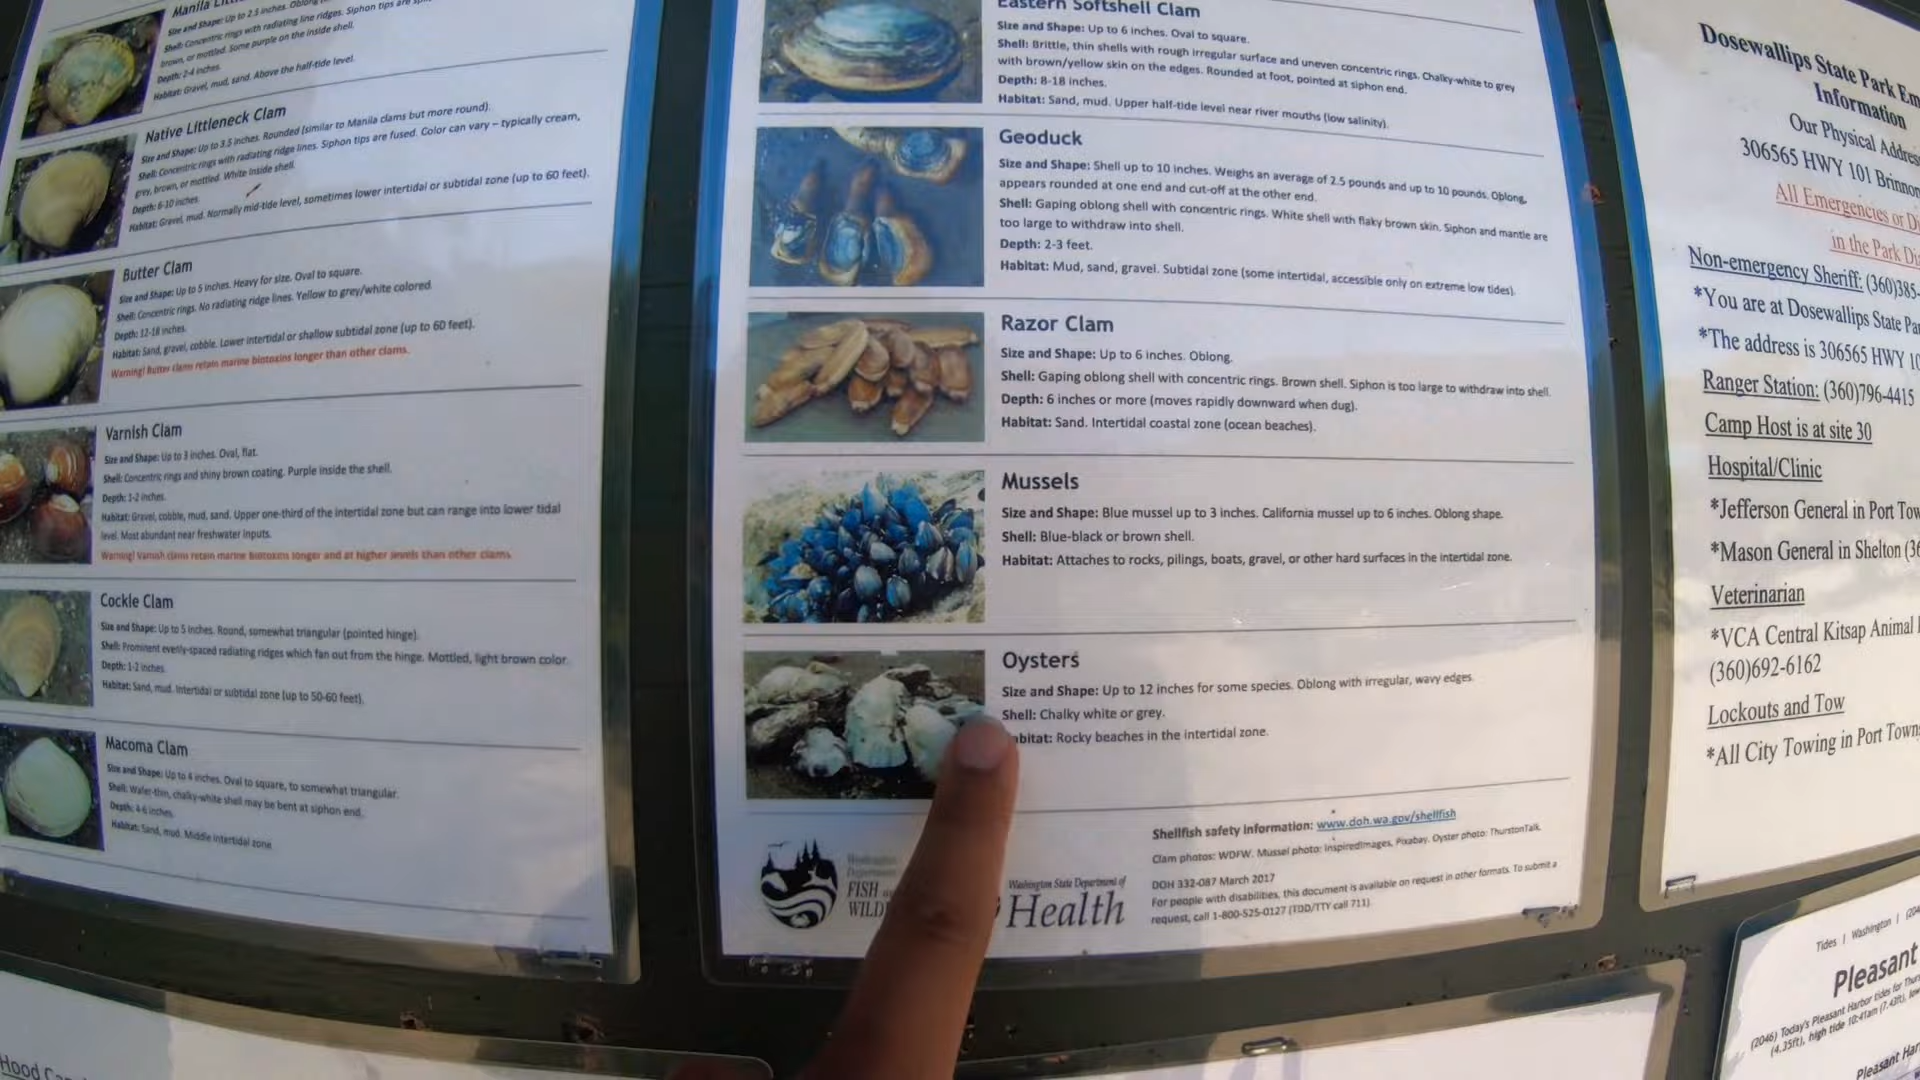 Manila
Size and Shape: Up to 2.5 inches.
Shell: Concentric rings with radiating line ridges. Siphon tips are
brown, or mottled. Some purple on the inside shell.
Depth: 2-4 inches.
Habitat: Gravel, mud, sand. Above the half-tide level.
Native Littleneck Clam
Size and Shape: Up to 3.5 inches. Rounded (similar to Manila clams but more round).
Shell: Concentric rings with radiating ridge lines. Siphon tips are fused. Color can vary – typically cream,
grey, brown, or mottled. White inside shell.
Depth: 6-10 inches.
Habitat: Gravel, mud. Normally mid-tide level, sometimes lower intertidal or subtidal zone (up to 60 feet).
Butter Clam
Size and Shape: Up to 5 inches. Heavy for size. Oval to square.
Shell: Concentric rings. No radiating ridge lines. Yellow to grey/white colored.
Depth: 12-18 inches.
Habitat: Sand, gravel, cobble. Lower intertidal or shallow subtidal zone (up to 60 feet).
Warning! Butter clams retain marine biotoxins longer than other clams.
Varnish Clam
Size and Shape: Up to 3 inches. Oval, flat.
Shell: Concentric rings and shiny brown coating. Purple inside the shell.
Depth: 1-2 inches.
Habitat: Gravel, cobble, mud, sand. Upper one-third of the intertidal zone but can range into lower tidal
level. Most abundant near freshwater inputs.
Warning! Varnish clams retain marine biotoxins longer and at higher levels than other clams.
Cockle Clam
Size and Shape: Up to 5 inches. Round, somewhat triangular (pointed hinge).
Shell: Prominent evenly-spaced radiating ridges which fan out from the hinge. Mottled, light brown color.
Depth: 1-2 inches.
Habitat: Sand, mud. Intertidal or subtidal zone (up to 50-60 feet).
Macoma Clam
Size and Shape: Up to 4 inches. Oval to square, to somewhat triangular.
Shell: Wafer-thin, chalky-white shell may be bent at siphon end.
Depth: 4-6 inches.
Habitat: Sand, mud. Middle intertidal zone
Eastern Softshell Clam
Size and Shape: Up to 6 inches. Oval to square.
Shell: Brittle, thin shells with rough irregular surface and uneven concentric rings. Chalky-white to grey
with brown/yellow skin on the edges. Rounded at foot, pointed at siphon end.
Depth: 8-18 inches.
Habitat: Sand, mud. Upper half-tide level near river mouths (low salinity).
Geoduck
Size and Shape: Shell up to 10 inches. Weighs an average of 2.5 pounds and up to 10 pounds. Oblong,
appears rounded at one end and cut-off at the other end.
Shell: Gaping oblong shell with concentric rings. White shell with flaky brown skin. Siphon and mantle are
too large to withdraw into shell.
Depth: 2-3 feet.
Habitat: Mud, sand, gravel. Subtidal zone (some intertidal, accessible only on extreme low tides).
Razor Clam
Size and Shape: Up to 6 inches. Oblong.
Shell: Gaping oblong shell with concentric rings. Brown shell. Siphon is too large to withdraw into shell.
Depth: 6 inches or more (moves rapidly downward when dug).
Habitat: Sand. Intertidal coastal zone (ocean beaches).
Mussels
Size and Shape: Blue mussel up to 3 inches. California mussel up to 6 inches. Oblong shape.
Shell: Blue-black or brown shell.
Habitat: Attaches to rocks, pilings, boats, gravel, or other hard surfaces in the intertidal zone.
Oysters
Size and Shape: Up to 12 inches for some species. Oblong with irregular, wavy edges.
Shell: Chalky white or grey.
abitat: Rocky beaches in the intertidal zone.
FISH
WILD
Washington State Department of
Health
Shellfish safety information: www.doh.wa.gov/shellfish
Clam photos: WDFW. Mussel photo: InspiredImages, Pixabay. Oyster photo: ThurstonTalk.
DOH 332-087 March 2017
For people with disabilities, this document is available on request in other formats. To submit a
request, call 1-800-525-0127 (TDD/TTY call 711).
Dosewallips State Park Em
Information
Our Physical Addres
306565 HWY 101 Brinnon
All Emergencies or Di
in the Park Di
Non-emergency Sheriff: (360)385-
*You are at Dosewallips State Par
*The address is 306565 HWY 10
Ranger Station: (360)796-4415
Camp Host is at site 30
Hospital/Clinic
*Jefferson General in Port Tow
*Mason General in Shelton (36
Veterinarian
*VCA Central Kitsap Animal
(360)692-6162
Lockouts and Tow
*All City Towing in Port Towns
Tides | Washington |
Pleasant
(2046) Today's Pleasant Harbor tides for Thur
(4.35ft), high tide 10:41am (7.43ft), low
Pleasant Har
Hood Can